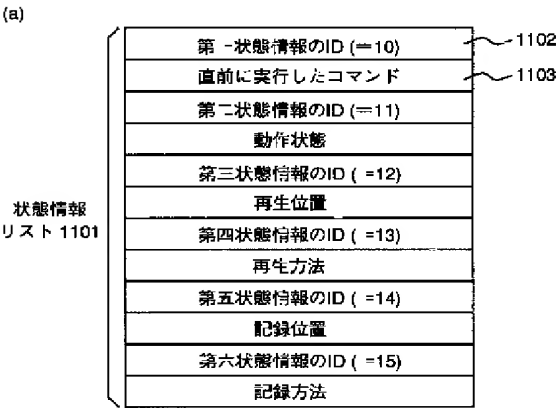 (a)
第一状態情報のID (=10)
1102
直前に実行したコマンド
1103
第二状態情報のID (=11)
動作状態
第三状態情報のID (=12)
再生位置
状態情報
リスト 1101
第四状態情報のID (=13)
再生方法
第五状態情報のID (=14)
記録位置
第六状態情報のID (=15)
記録方法